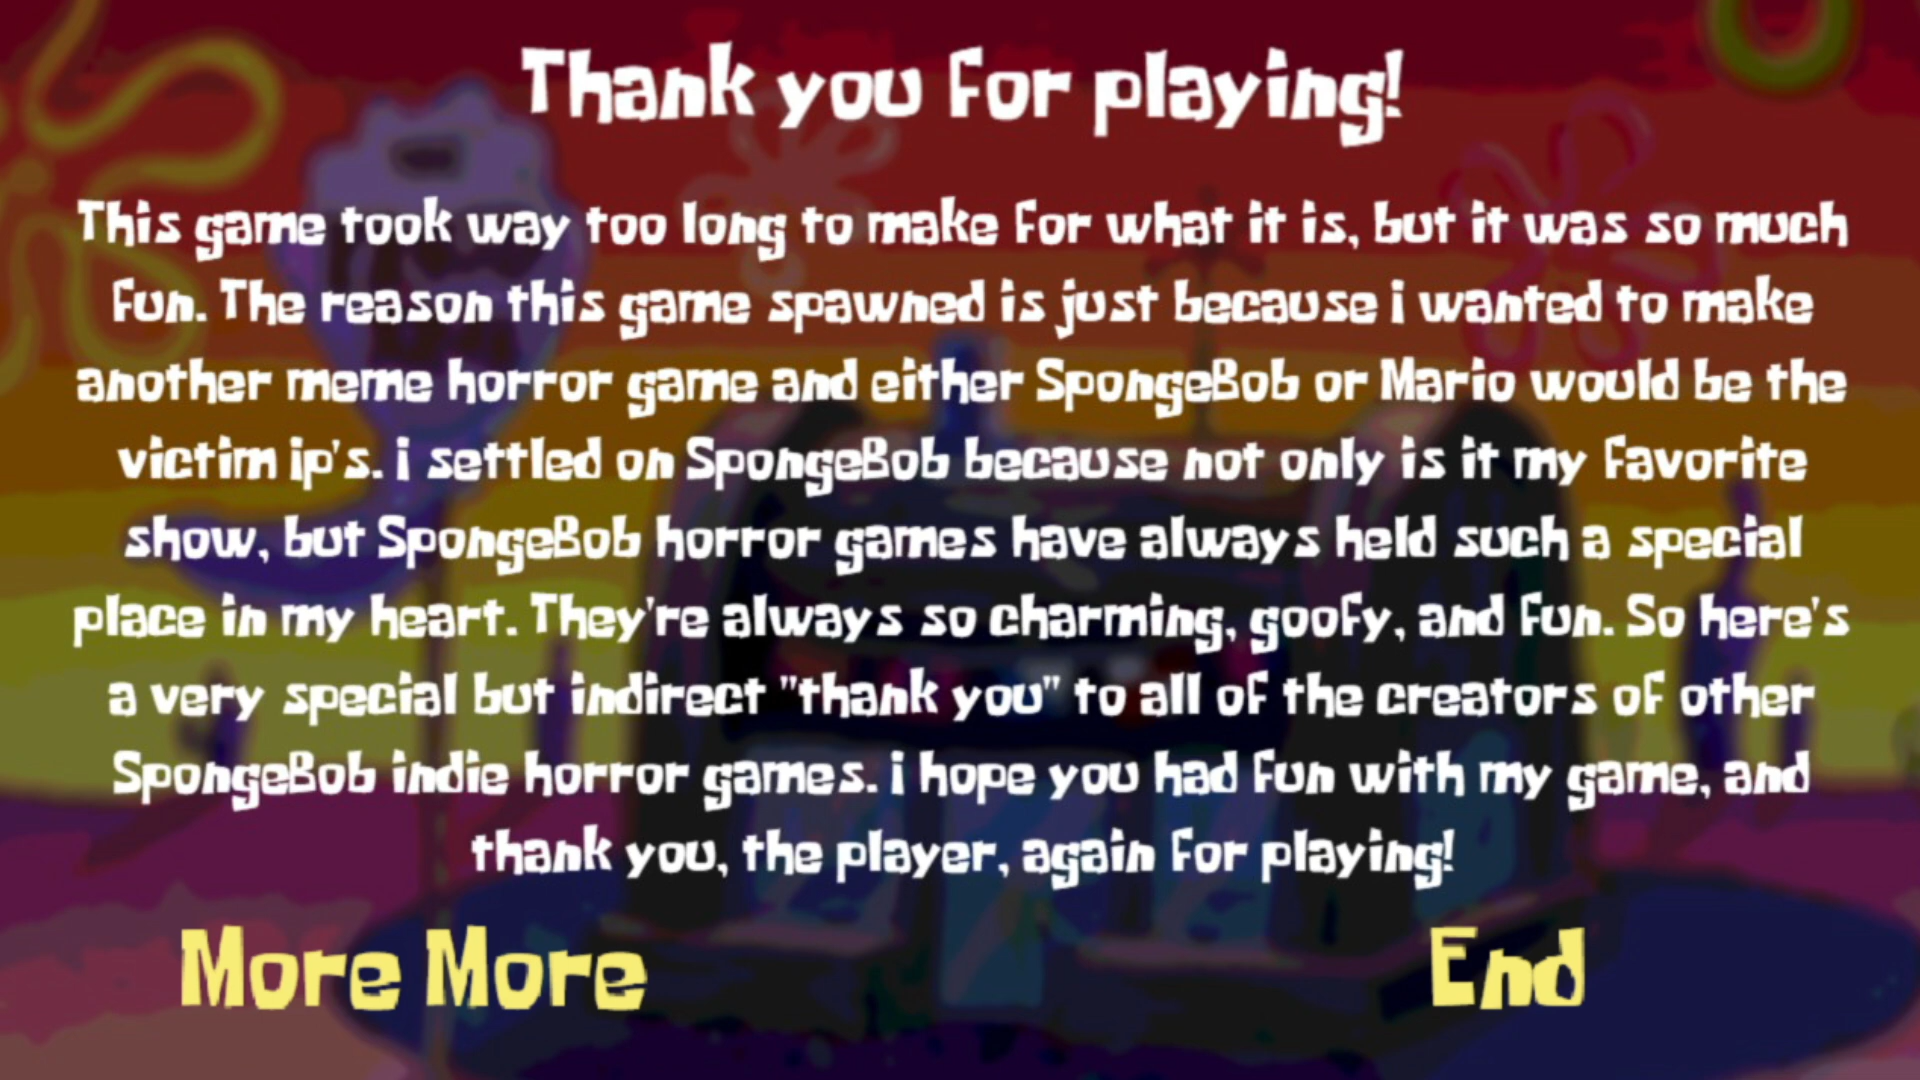 Thank you for playing!
This game took way too long to make for what it is, but it was so much
fun. The reason this game spawned is just because i wanted to make
another meme horror game and either SpongeBob or Mario would be the
victim ip's. i settled on SpongeBob because not only is it my favorite
show, but SpongeBob horror games have always held such a special
place in my heart. They're always so charming, goofy, and fun. So here's
a very special but indirect "thank you" to all of the creators of other
SpongeBob indie horror games. i hope you had fun with my game, and
thank you, the player, again for playing!
More More
End